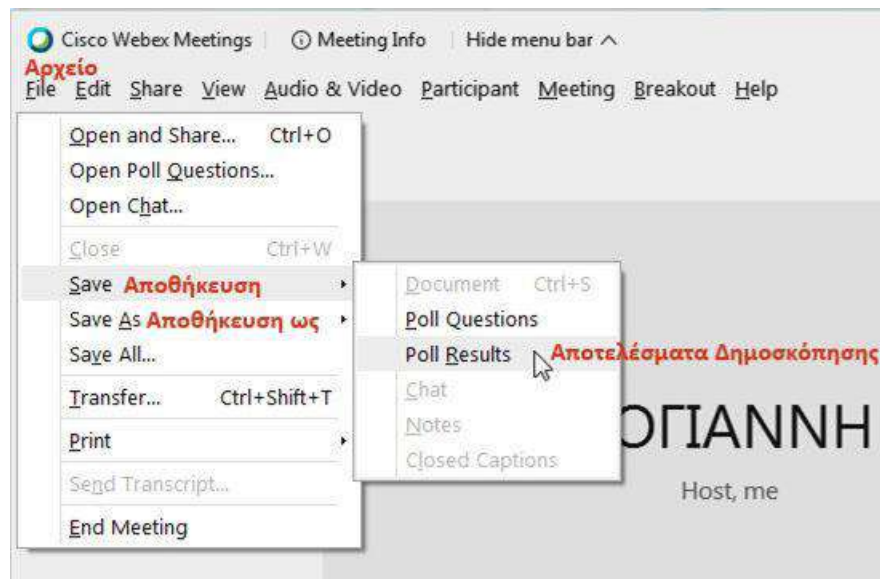 Cisco Webex Meetings Meeting Info Hide menu bar
Αρχείο
File Edit Share View Audio & Video Participant Meeting Breakout Help
Open and Share... Ctrl+O
Open Poll Questions...
Open Chat...
Close Ctrl+W
Save Αποθήκευση
Save As Αποθήκευση ως
Save All...
Transfer... Ctrl+Shift+T
Print
Send Transcript...
End Meeting
Document Ctrl+S
Poll Questions
Poll Results Αποτελέσματα Δημοσκόπησης
Chat
Notes
Closed Captions
ΟΓΙΑΝΝΗ
Host, me